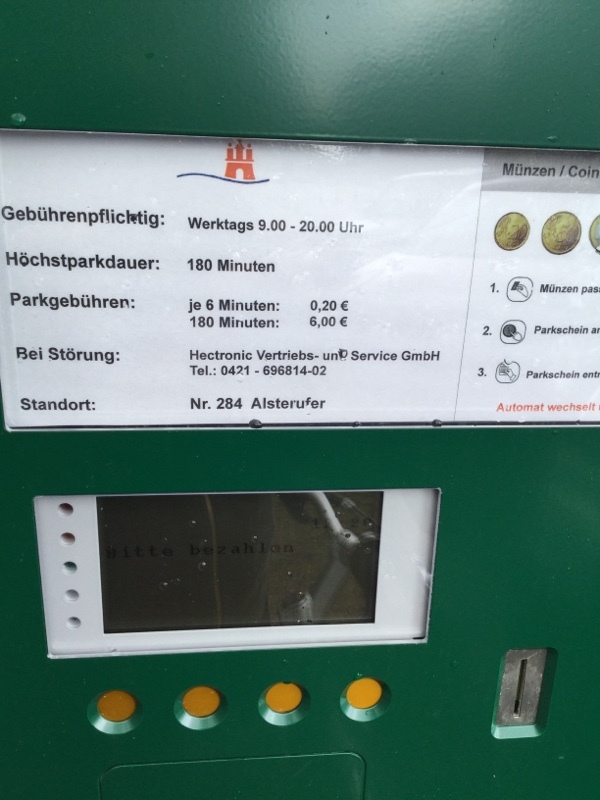 Gebührenpflichtig: Werktags 9.00 - 20.00 Uhr
Höchstparkdauer: 180 Minuten
Parkgebühren: je 6 Minuten: 0,20 €
180 Minuten: 6,00 €
Bei Störung: Hectronic Vertriebs- und Service GmbH
Tel.: 0421 - 696814-02
Standort: Nr. 284 Alsterufer
Münzen / Coin
1. Münzen pas
2. Parkschein an
3. Parkschein entn
Automat wechselt
Bitte bezahlen